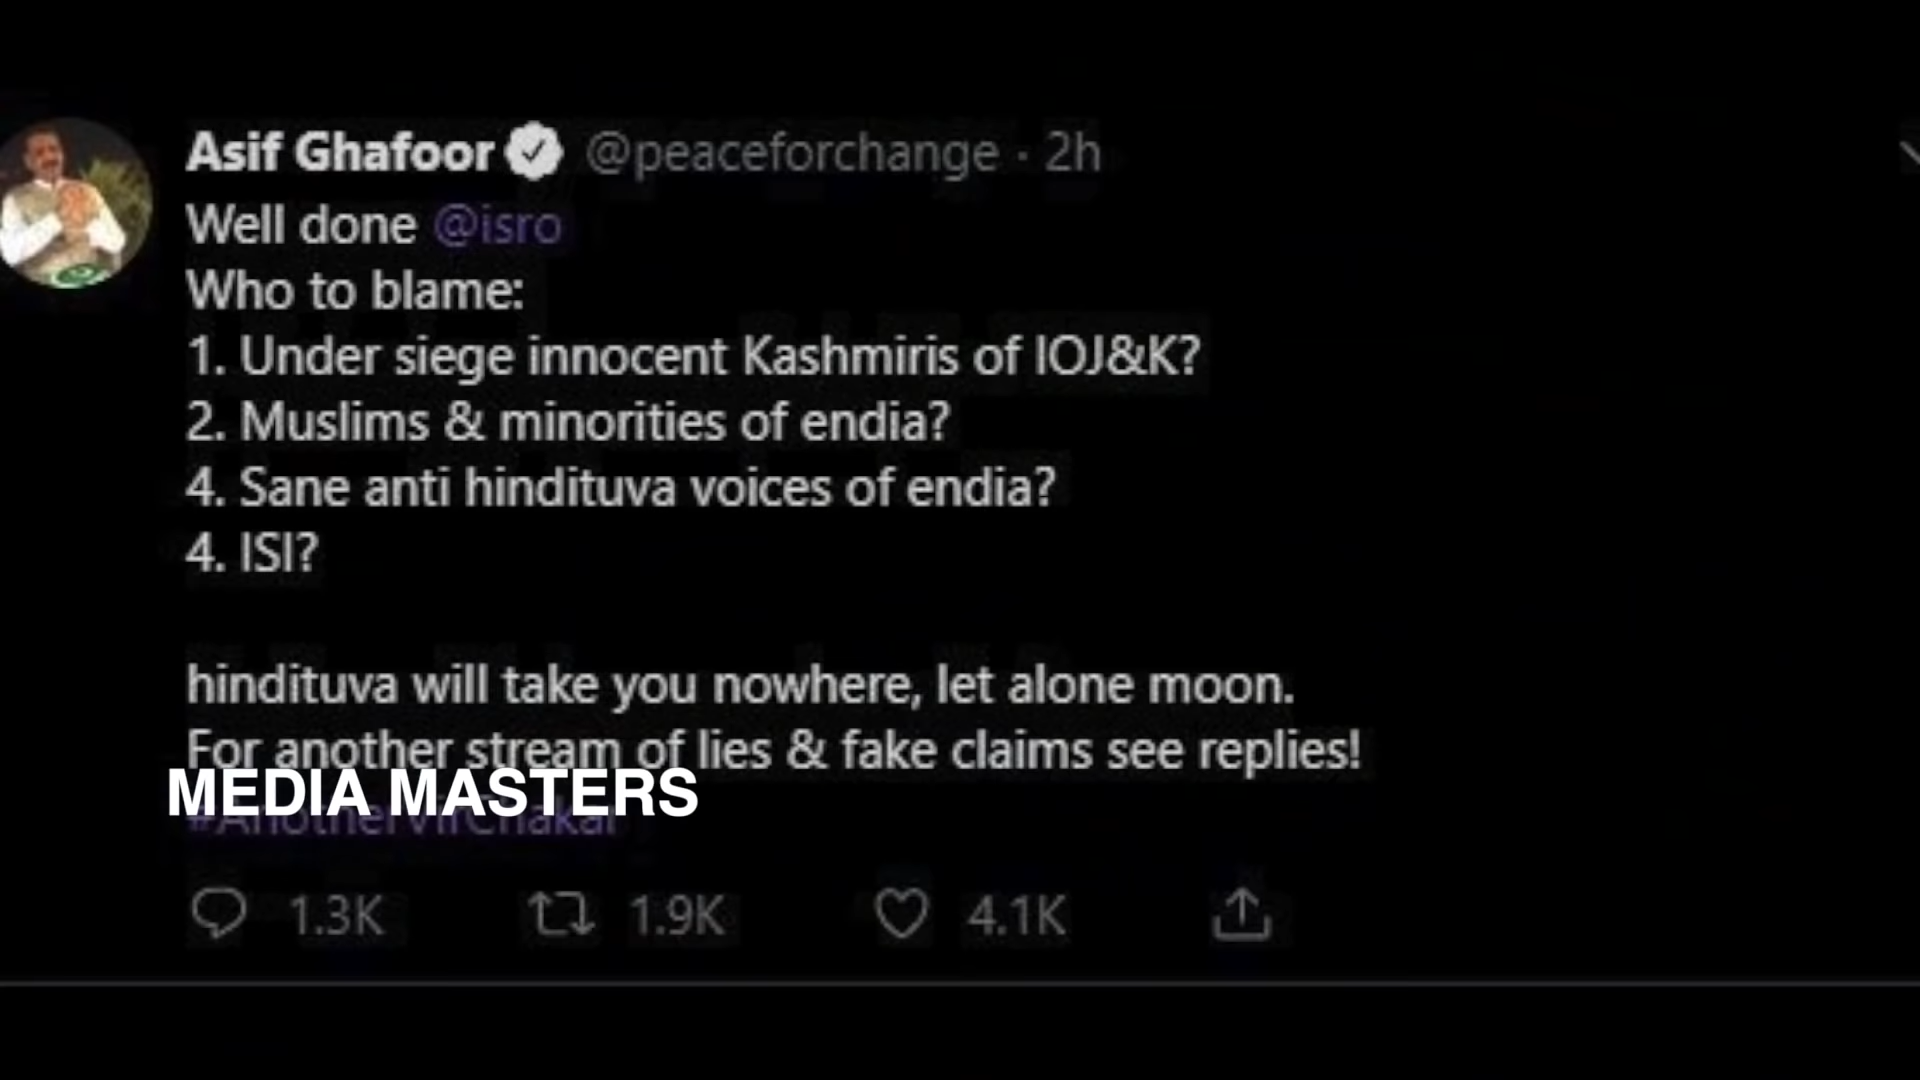 Asif Ghafoor @peaceforchange · 2h
Well done @isro
Who to blame:
1. Under siege innocent Kashmiris of IOJ&K?
2. Muslims & minorities of endia?
4. Sane anti hindituva voices of endia?
4. ISI?
hindituva will take you nowhere, let alone moon.
For another stream of lies & fake claims see replies!
MEDIA MASTERS
#AnotherVirChakar
1.3K 1.9K 4.1K